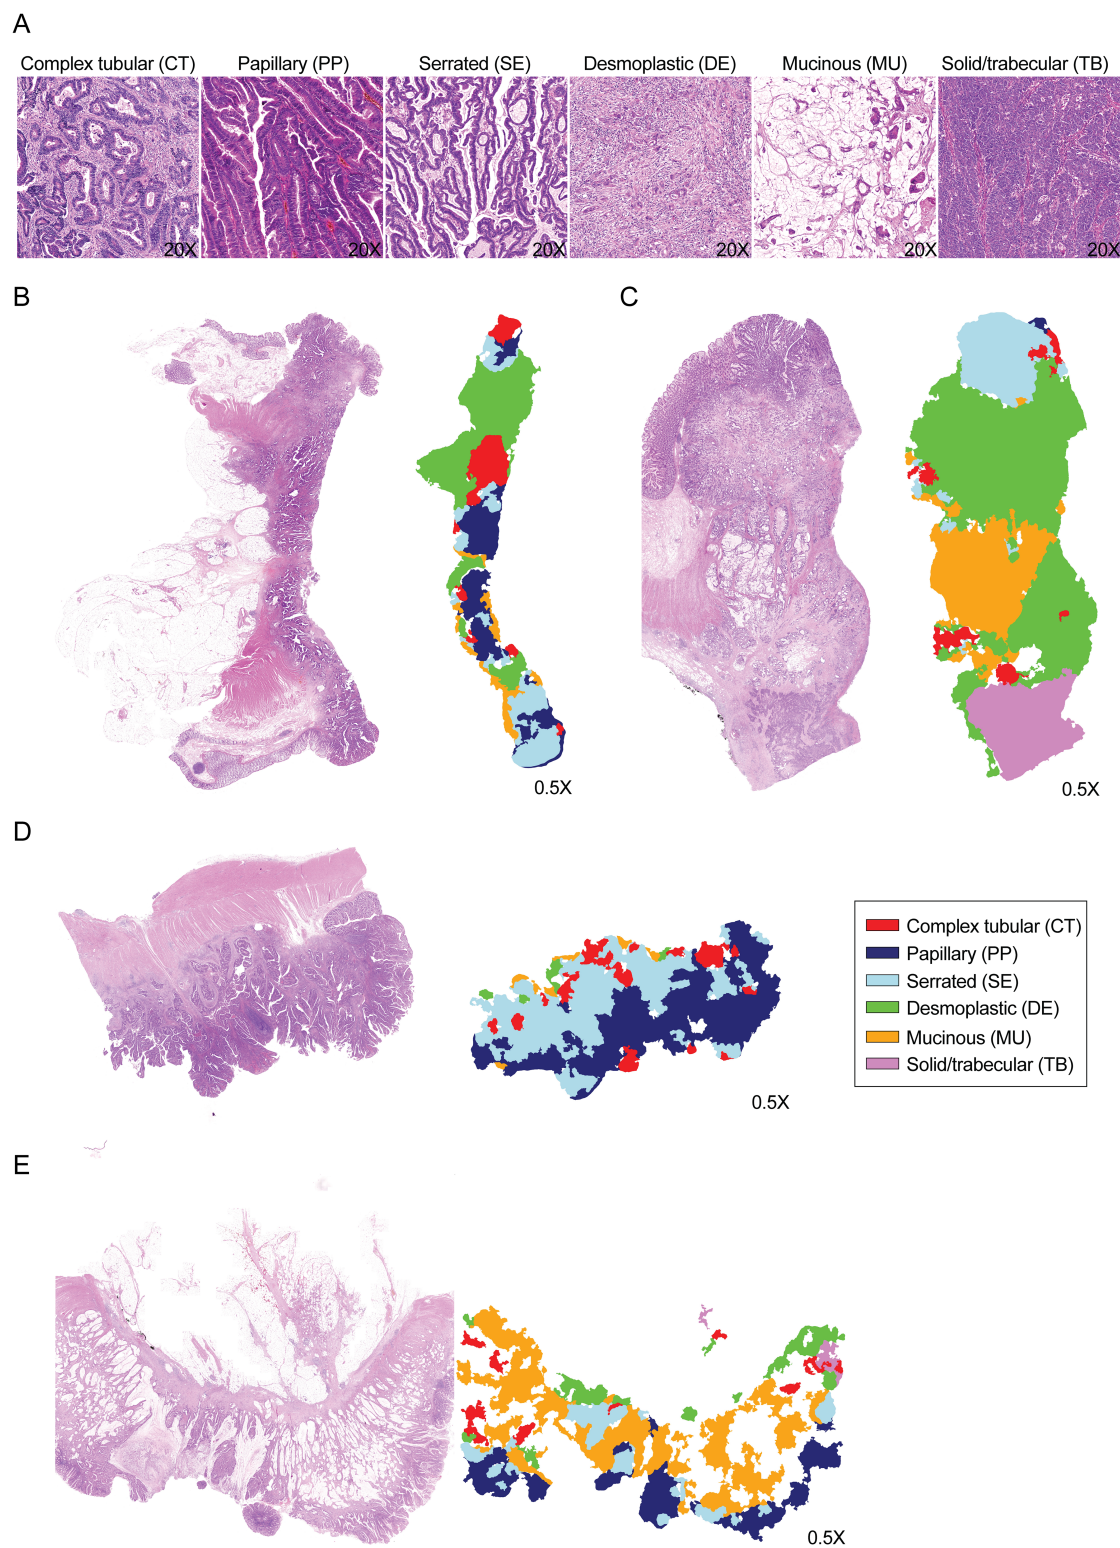 A
Complex tubular (CT)
Papillary (PP)
Serrated (SE)
Desmoplastic (DE)
Mucinous (MU)
Solid/trabecular (TB)
20X
20X
20X
20X
20X
20X
B
C
0.5X
0.5X
D
Complex tubular (CT)
Papillary (PP)
Serrated (SE)
Desmoplastic (DE)
Mucinous (MU)
Solid/trabecular (TB)
0.5X
E
0.5X